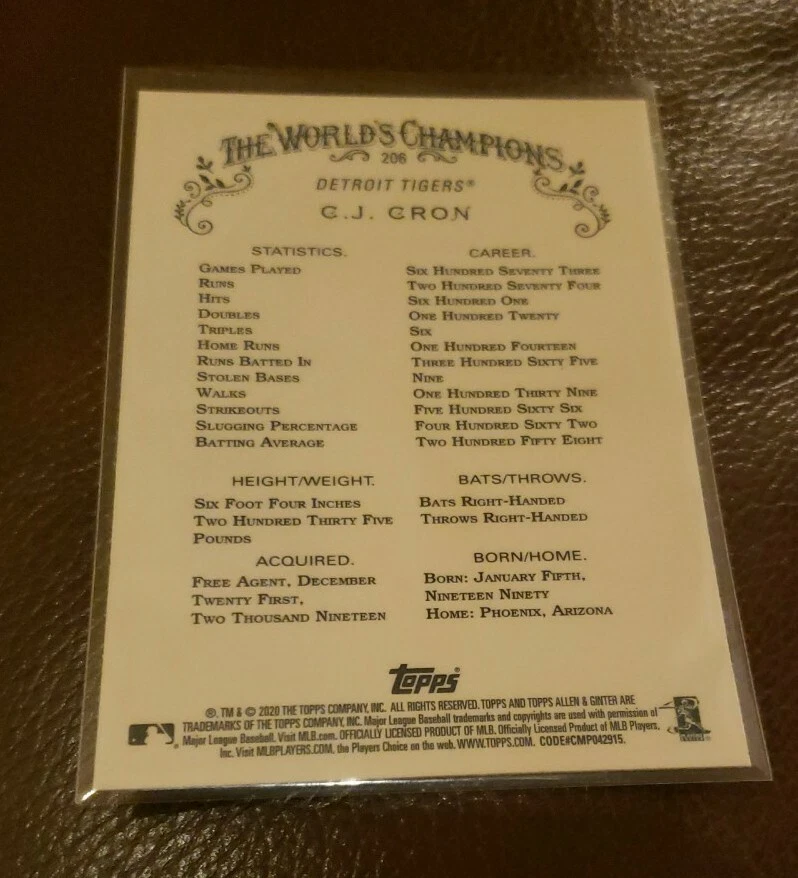 THE WORLD'S CHAMPIONS
206
DETROIT TIGERS®
C.J. CRON
STATISTICS. CAREER.
GAMES PLAYED SIX HUNDRED SEVENTY THREE
RUNS TWO HUNDRED SEVENTY FOUR
HITS SIX HUNDRED ONE
DOUBLES ONE HUNDRED TWENTY
TRIPLES SIX
HOME RUNS ONE HUNDRED FOURTEEN
RUNS BATTED IN THREE HUNDRED SIXTY FIVE
STOLEN BASES NINE
WALKS ONE HUNDRED THIRTY NINE
STRIKEOUTS FIVE HUNDRED SIXTY SIX
SLUGGING PERCENTAGE FOUR HUNDRED SIXTY TWO
BATTING AVERAGE TWO HUNDRED FIFTY EIGHT
HEIGHT/WEIGHT.
SIX FOOT FOUR INCHES
TWO HUNDRED THIRTY FIVE
POUNDS
BATS/THROWS.
BATS RIGHT-HANDED
THROWS RIGHT-HANDED
ACQUIRED.
FREE AGENT, DECEMBER
TWENTY FIRST,
TWO THOUSAND NINETEEN
BORN/HOME.
BORN: JANUARY FIFTH,
NINETEEN NINETY
HOME: PHOENIX, ARIZONA
Topps®
®, TM & © 2020 THE TOPPS COMPANY, INC. ALL RIGHTS RESERVED. TOPPS AND TOPPS ALLEN & GINTER ARE
TRADEMARKS OF THE TOPPS COMPANY, INC. Major League Baseball trademarks and copyrights are used with permission of
Major League Baseball. Visit MLB.com. OFFICIALLY LICENSED PRODUCT OF MLB. Officially Licensed Product of MLB Players,
Inc. Visit MLBPLAYERS.COM, the Players Choice on the web. WWW.TOPPS.COM. CODE#CMP042915.